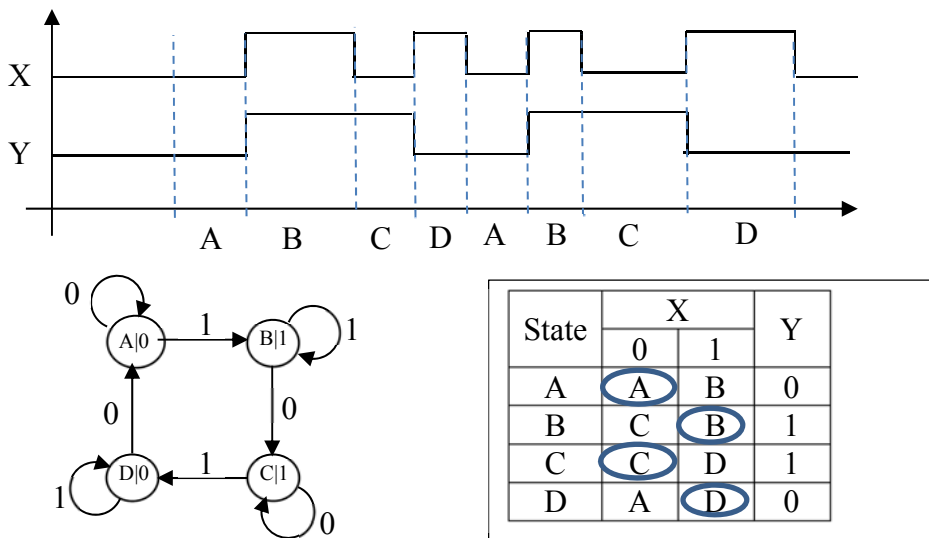 X
Y
A B C D A B C D
0 A|0 1 B|1 1
0 0
1 D|0 1 C|1 0
State X Y
0 1
A A B 0
B C B 1
C C D 1
D A D 0